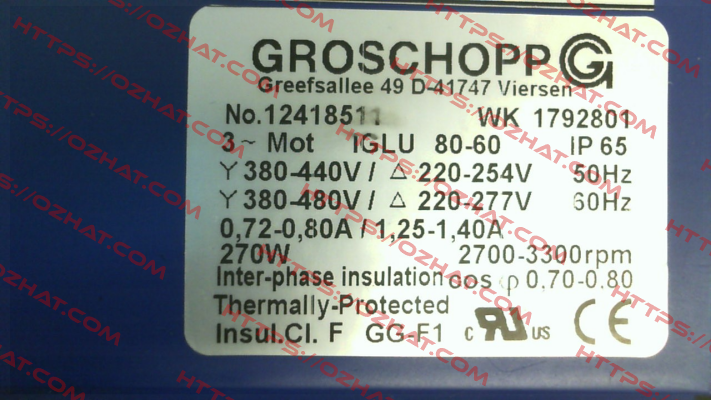 GROSCHOPP
Greefsallee 49 D-41747 Viersen
No.12418511 WK 1792801
3 ~ Mot IGLU 80-60 IP 65
Y 380-440V / Δ 220-254V 50Hz
Y 380-480V / Δ 220-277V 60Hz
0,72-0,80A / 1,25-1,40A
270W 2700-3300rpm
Inter-phase insulation cos φ 0,70-0,80
Thermally-Protected
Insul.Cl. F GG-F1 c RU us CE
HTTPS://OZHAT.COM